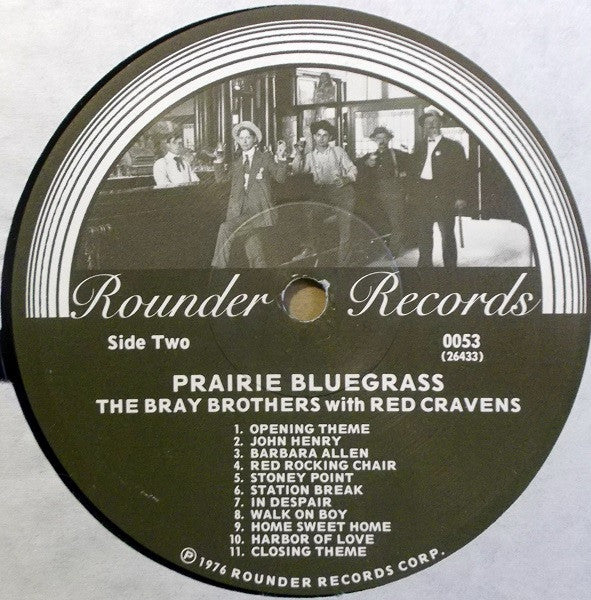 Rounder Records
Side Two 0053
(26433)
PRAIRIE BLUEGRASS
THE BRAY BROTHERS with RED CRAVENS
1. OPENING THEME
2. JOHN HENRY
3. BARBARA ALLEN
4. RED ROCKING CHAIR
5. STONEY POINT
6. STATION BREAK
7. IN DESPAIR
8. WALK ON BOY
9. HOME SWEET HOME
10. HARBOR OF LOVE
11. CLOSING THEME
Ⓟ 1976 ROUNDER RECORDS CORP.